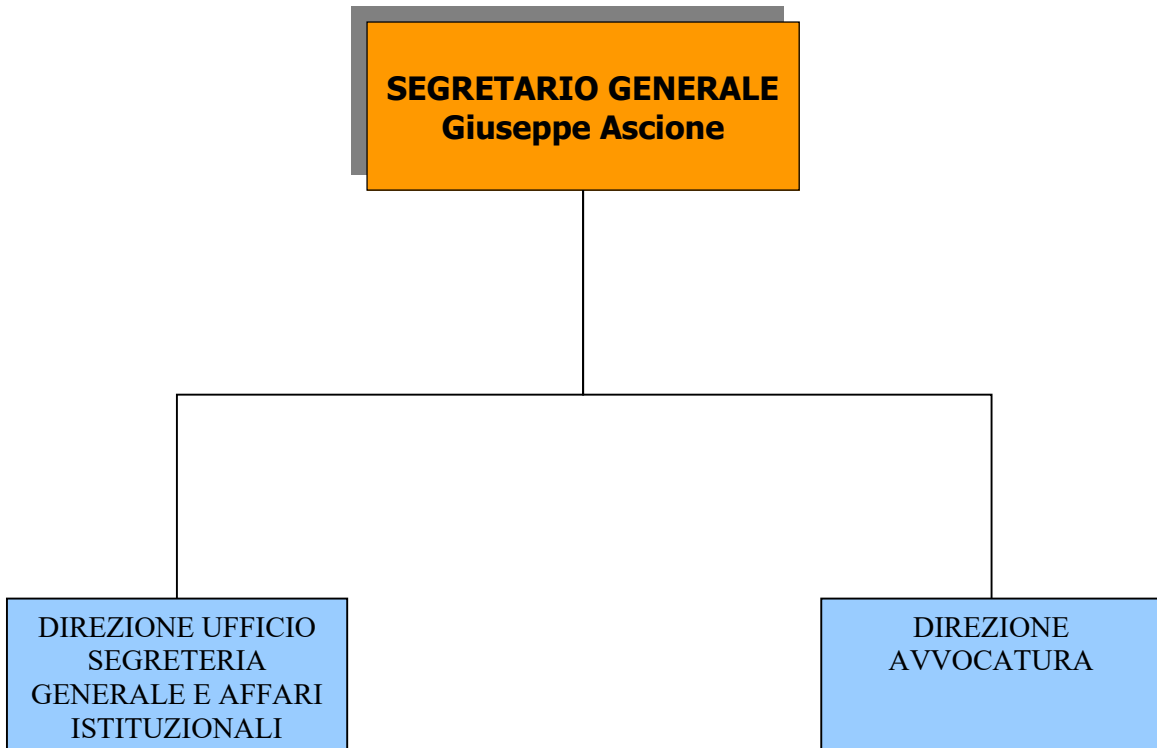 SEGRETARIO GENERALE
Giuseppe Ascione
DIREZIONE UFFICIO
SEGRETERIA
GENERALE E AFFARI
ISTITUZIONALI
DIREZIONE
AVVOCATURA